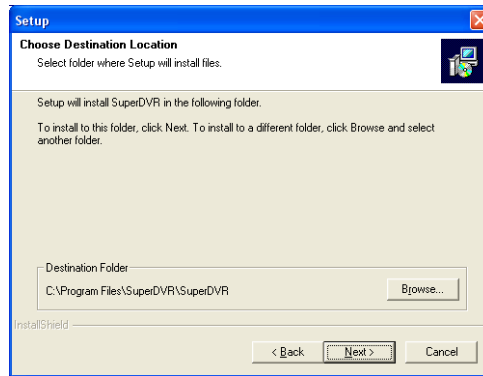 Setup
Choose Destination Location
Select folder where Setup will install files.
Setup will install SuperDVR in the following folder.
To install to this folder, click Next. To install to a different folder, click Browse and select
another folder.
Destination Folder
C:\Program Files\SuperDVR\SuperDVR
Browse...
InstallShield
< Back
Next >
Cancel